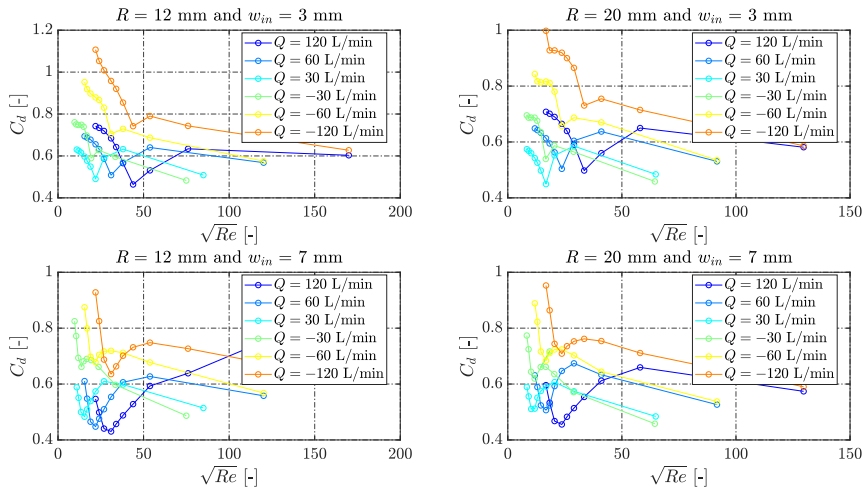 R = 12 mm and w_in = 3 mm
1.2
1
0.8
0.6
0.4
C_d [-]
0
50
100
150
200
√Re [-]
Q = 120 L/min
Q = 60 L/min
Q = 30 L/min
Q = −30 L/min
Q = −60 L/min
Q = −120 L/min
R = 20 mm and w_in = 3 mm
1
0.8
0.6
0.4
C_d [-]
0
50
100
150
√Re [-]
Q = 120 L/min
Q = 60 L/min
Q = 30 L/min
Q = −30 L/min
Q = −60 L/min
Q = −120 L/min
R = 12 mm and w_in = 7 mm
1
0.8
0.6
0.4
C_d [-]
0
50
100
150
200
√Re [-]
Q = 120 L/min
Q = 60 L/min
Q = 30 L/min
Q = −30 L/min
Q = −60 L/min
Q = −120 L/min
R = 20 mm and w_in = 7 mm
1
0.8
0.6
0.4
C_d [-]
0
50
100
150
√Re [-]
Q = 120 L/min
Q = 60 L/min
Q = 30 L/min
Q = −30 L/min
Q = −60 L/min
Q = −120 L/min